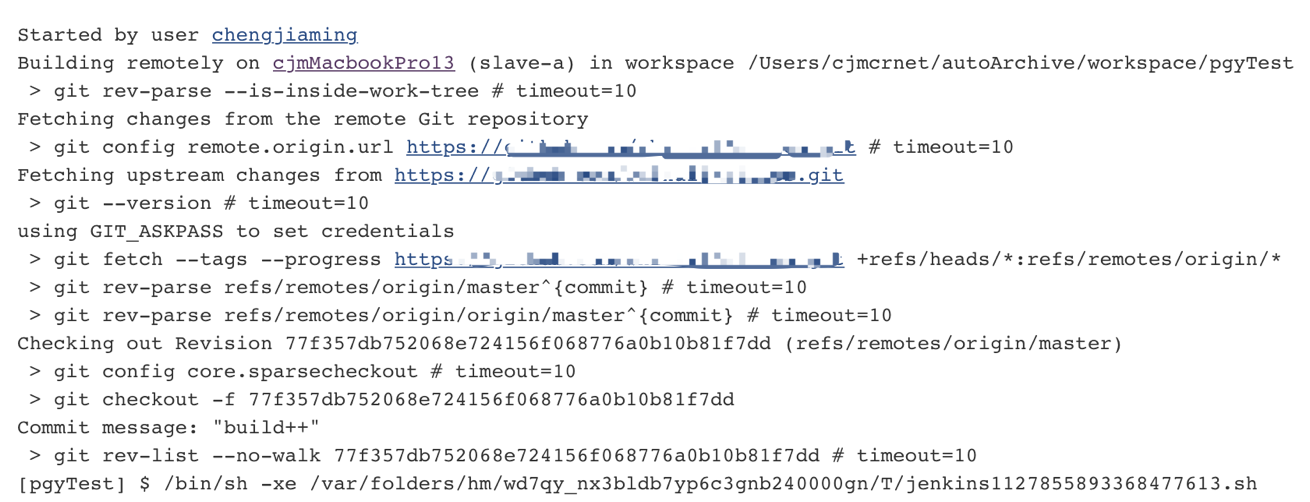 Started by user chengjiaming
Building remotely on cjmMacbookPro13 (slave-a) in workspace /Users/cjmcrnet/autoArchive/workspace/pgyTest
> git rev-parse --is-inside-work-tree # timeout=10
Fetching changes from the remote Git repository
> git config remote.origin.url https:// # timeout=10
Fetching upstream changes from https:// .git
> git --version # timeout=10
using GIT_ASKPASS to set credentials
> git fetch --tags --progress https +refs/heads/*:refs/remotes/origin/*
> git rev-parse refs/remotes/origin/master^{commit} # timeout=10
> git rev-parse refs/remotes/origin/origin/master^{commit} # timeout=10
Checking out Revision 77f357db752068e724156f068776a0b10b81f7dd (refs/remotes/origin/master)
> git config core.sparsecheckout # timeout=10
> git checkout -f 77f357db752068e724156f068776a0b10b81f7dd
Commit message: "build++"
> git rev-list --no-walk 77f357db752068e724156f068776a0b10b81f7dd # timeout=10
[pgyTest] $ /bin/sh -xe /var/folders/hm/wd7qy_nx3bldb7yp6c3gnb240000gn/T/jenkins1127855893368477613.sh